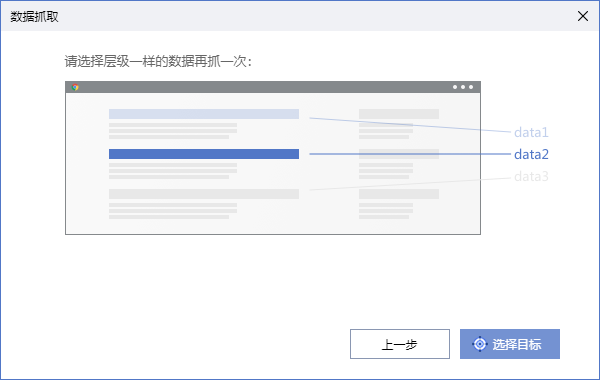 数据抓取
请选择层级一样的数据再抓一次：
data1
data2
data3
上一步
选择目标